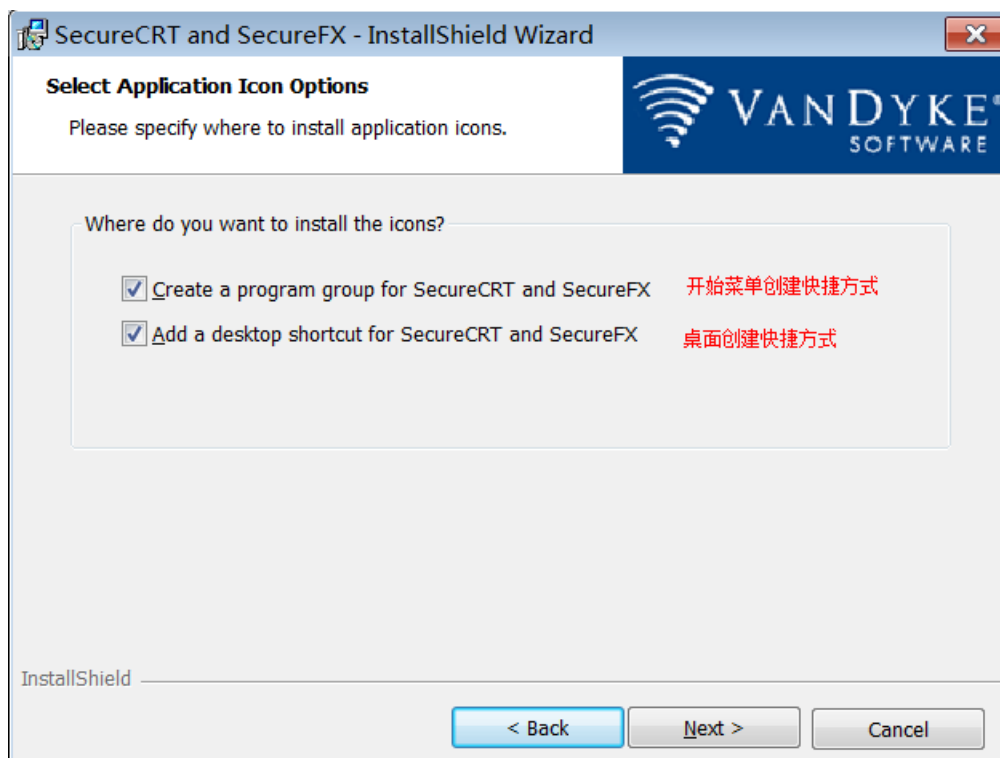 SecureCRT and SecureFX - InstallShield Wizard
Select Application Icon Options
Please specify where to install application icons.
VANDYKE®
SOFTWARE
Where do you want to install the icons?
Create a program group for SecureCRT and SecureFX 开始菜单创建快捷方式
Add a desktop shortcut for SecureCRT and SecureFX 桌面创建快捷方式
InstallShield
< Back Next > Cancel